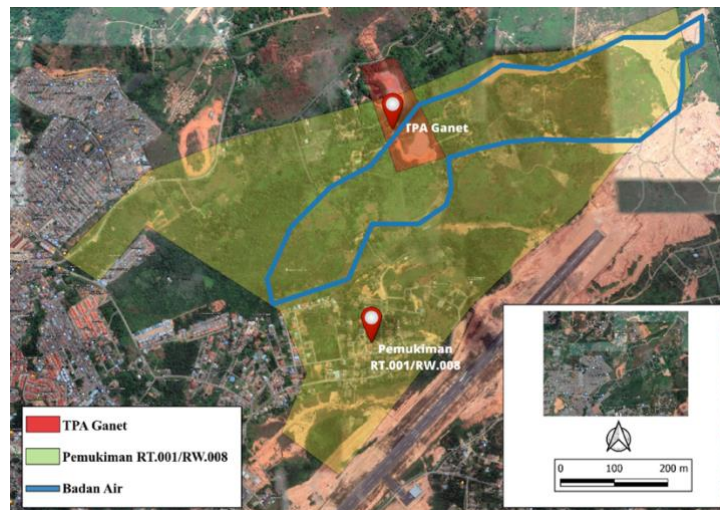 TPA Ganet
Pemukiman
RT.001/RW.008
TPA Ganet
Pemukiman RT.001/RW.008
Badan Air
0 100 200 m